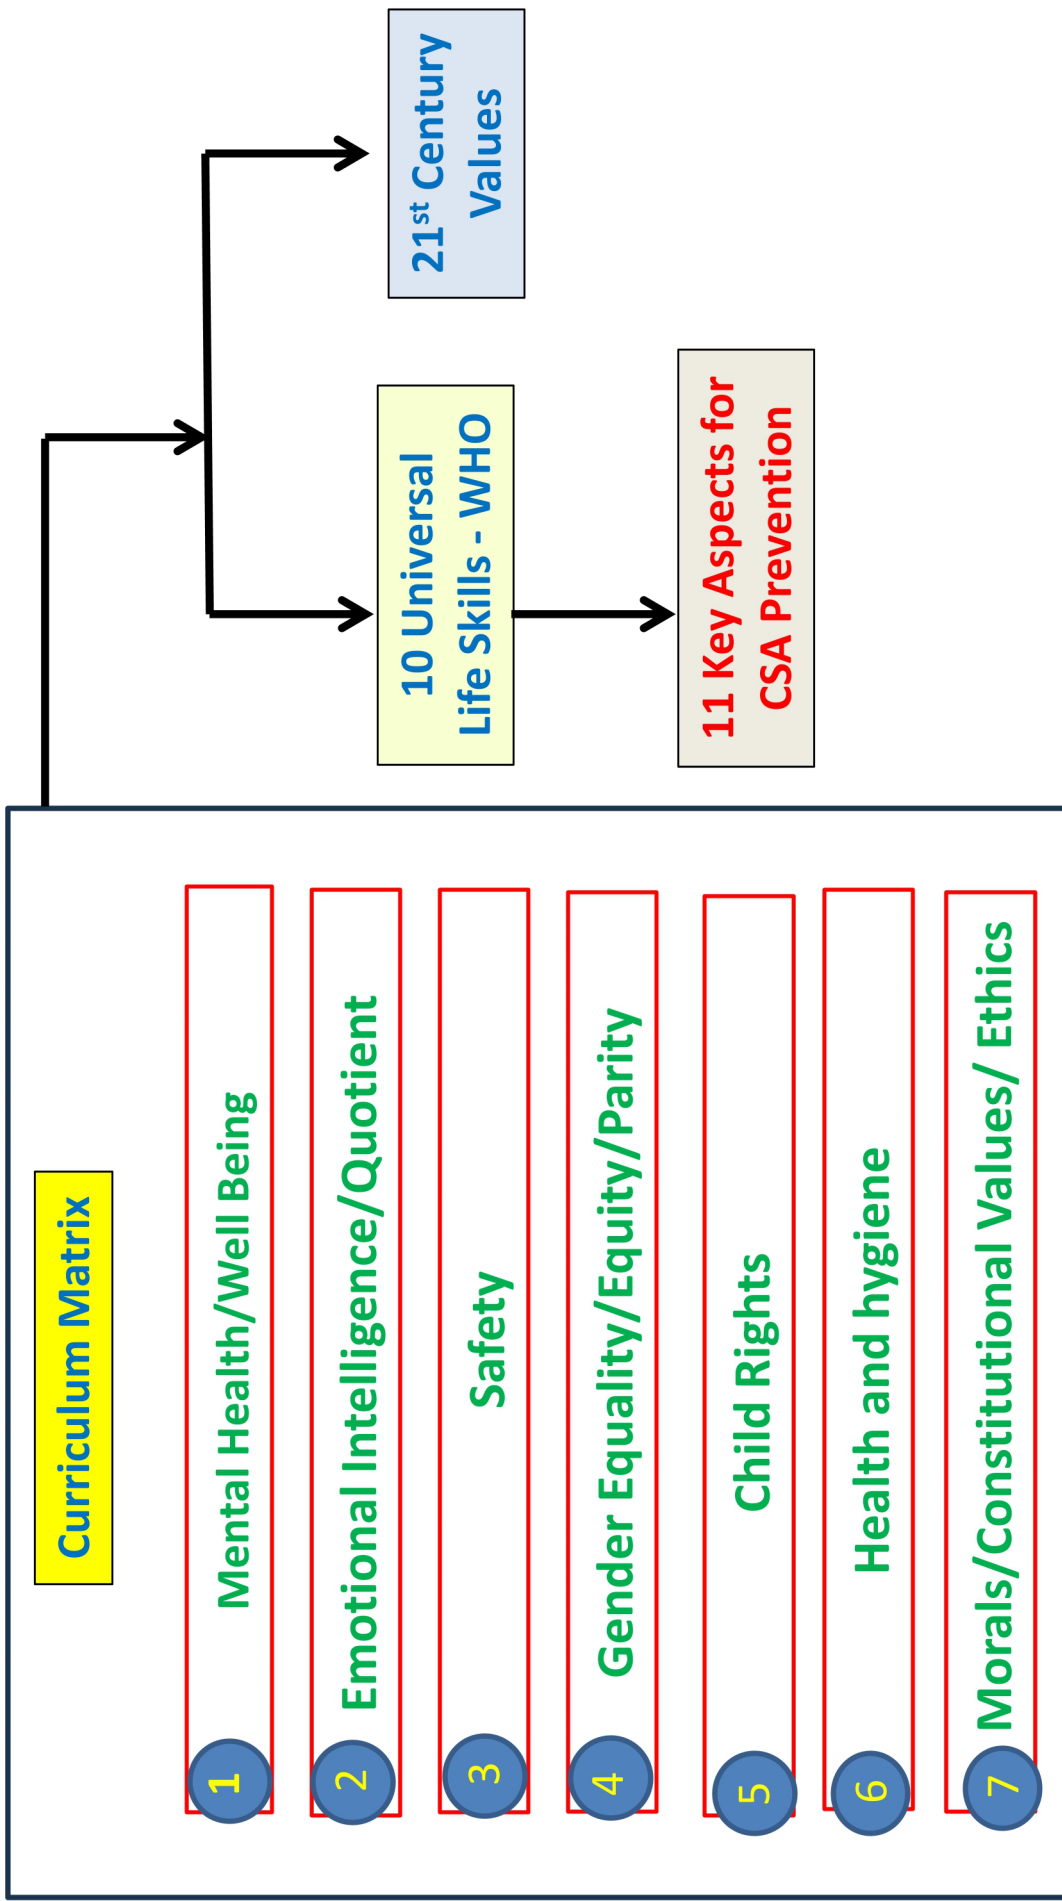 Curriculum Matrix
1
Mental Health/Well Being
2
Emotional Intelligence/Quotient
3
Safety
4
Gender Equality/Equity/Parity
5
Child Rights
6
Health and hygiene
7
Morals/Constitutional Values/ Ethics
10 Universal
Life Skills - WHO
21st Century
Values
11 Key Aspects for
CSA Prevention